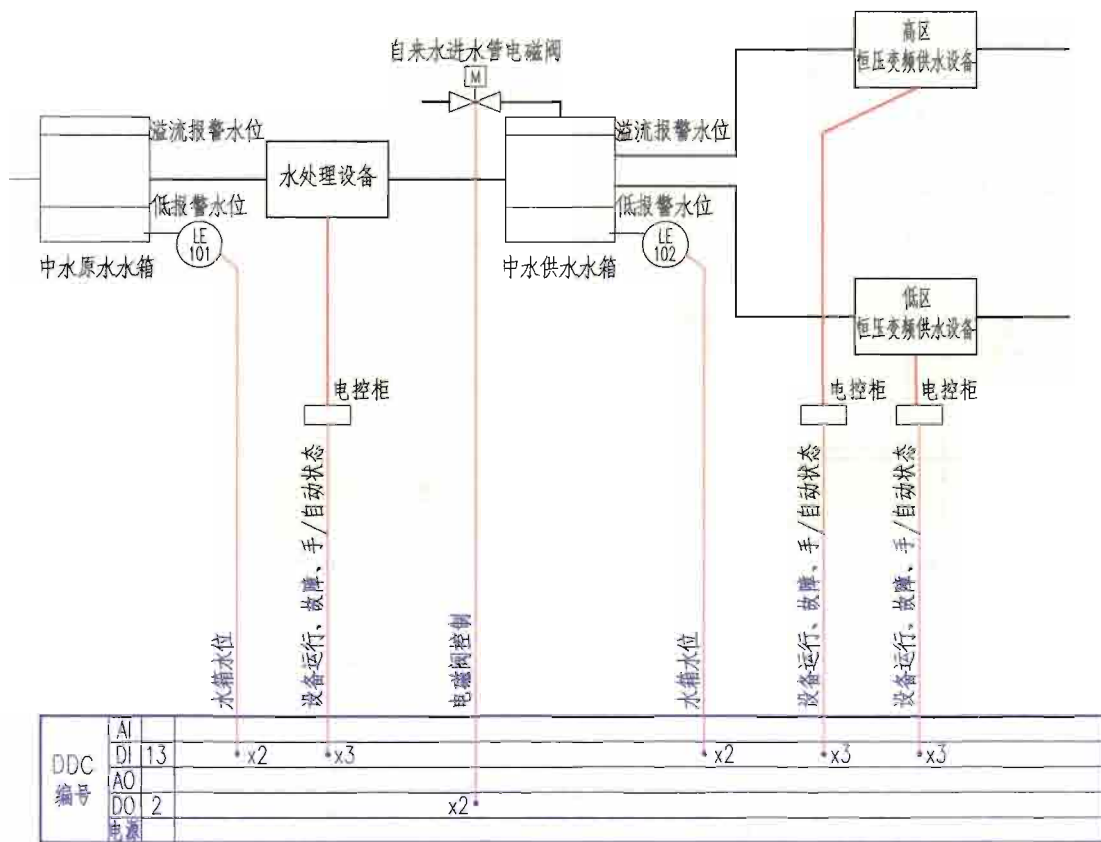 高区
恒压变频供水设备
自来水进水管电磁阀
M
溢流报警水位
水处理设备
溢流报警水位
低报警水位
低报警水位
LE
101
LE
102
中水原水水箱
中水供水水箱
低区
恒压变频供水设备
电控柜
电控柜
电控柜
水箱水位
设备运行、故障、手/自动状态
电磁阀控制
水箱水位
设备运行、故障、手/自动状态
设备运行、故障、手/自动状态
DDC
编号
AI
DI 13 x2 x3 x2 x3 x3
AO
DO 2 x2
电源